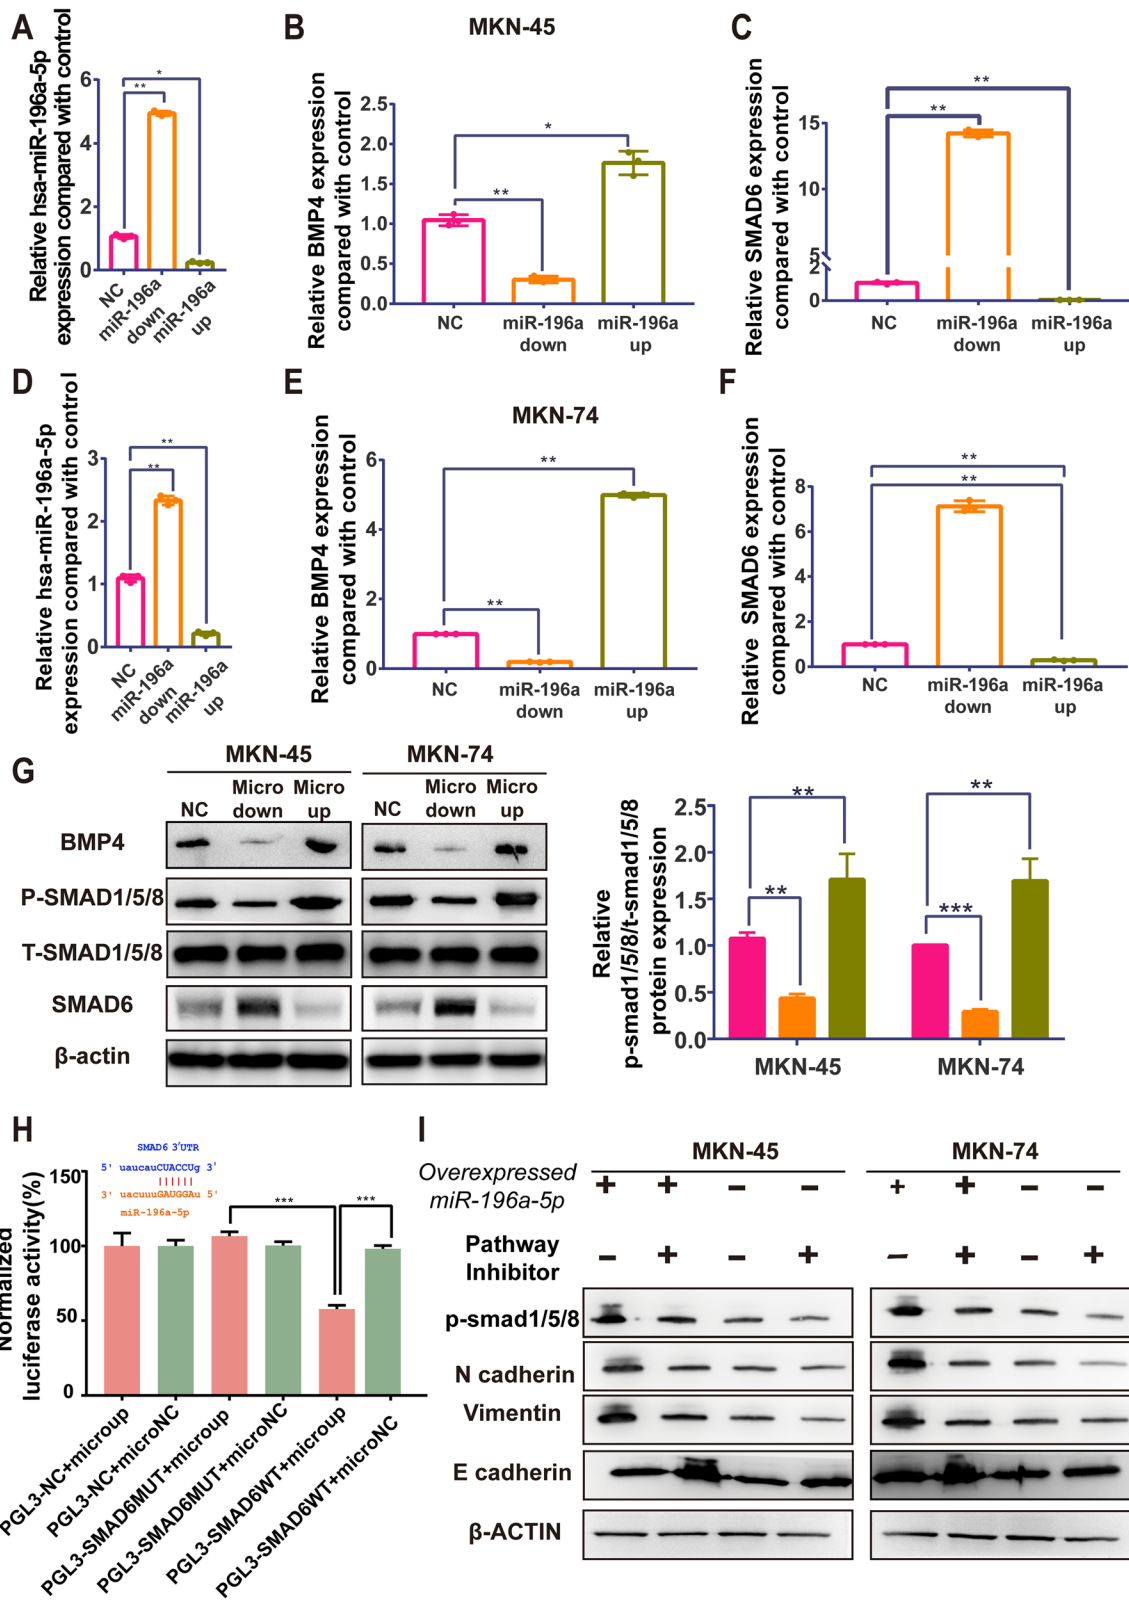 A
Relative hsa-miR-196a-5p
expression compared with control
6
4
2
0
*
**
NC
miR-196a
down
miR-196a
up
B
MKN-45
Relative BMP4 expression
compared with control
2.5
2.0
1.5
1.0
0.5
0.0
*
**
NC
miR-196a
down
miR-196a
up
C
Relative SMAD6 expression
compared with control
15
10
5
2
0
**
**
NC
miR-196a
down
miR-196a
up
D
Relative hsa-miR-196a-5p
expression compared with control
3
2
1
0
**
**
NC
miR-196a
down
miR-196a
up
E
MKN-74
Relative BMP4 expression
compared with control
6
4
2
0
**
**
NC
miR-196a
down
miR-196a
up
F
Relative SMAD6 expression
compared with control
8
6
4
2
0
**
**
NC
miR-196a
down
miR-196a
up
G
MKN-45 MKN-74
NC Micro down Micro up NC Micro down Micro up
BMP4
P-SMAD1/5/8
T-SMAD1/5/8
SMAD6
β-actin
Relative
p-smad1/5/8/t-smad1/5/8
protein expression
2.5
2.0
1.5
1.0
0.5
0.0
**
**
**
***
MKN-45 MKN-74
H
SMAD6 3'UTR
5' uaucauCUACCUg 3'
3' uacuuuGAUGGAu 5'
miR-196a-5p
Normalized
luciferase activity(%)
150
100
50
0
***
***
PGL3-NC+microup
PGL3-NC+microNC
PGL3-SMAD6MUT+microup
PGL3-SMAD6MUT+microNC
PGL3-SMAD6WT+microup
PGL3-SMAD6WT+microNC
I
MKN-45 MKN-74
Overexpressed
miR-196a-5p
+ + − − + + − −
Pathway
Inhibitor
− + − + − + − +
p-smad1/5/8
N cadherin
Vimentin
E cadherin
β-ACTIN